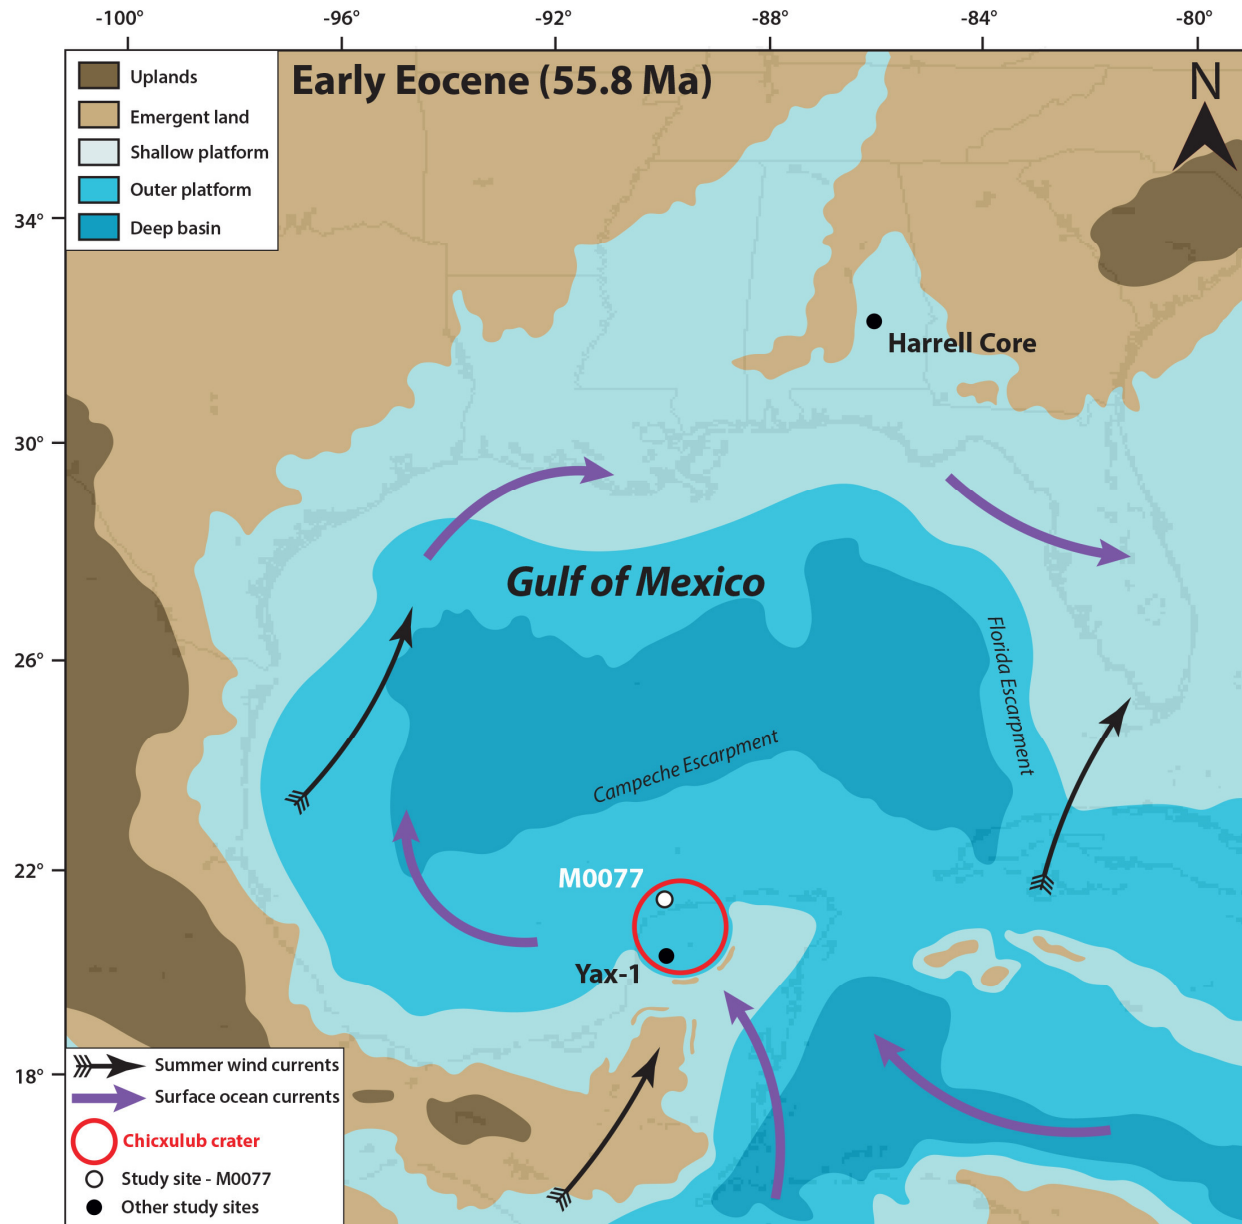 -100° -96° -92° -88° -84° -80°
Uplands
Emergent land
Shallow platform
Outer platform
Deep basin
Early Eocene (55.8 Ma)
N
34°
Harrell Core
30°
Gulf of Mexico
26°
Florida Escarpment
Campeche Escarpment
22°
M0077
Yax-1
18°
Summer wind currents
Surface ocean currents
Chicxulub crater
Study site - M0077
Other study sites